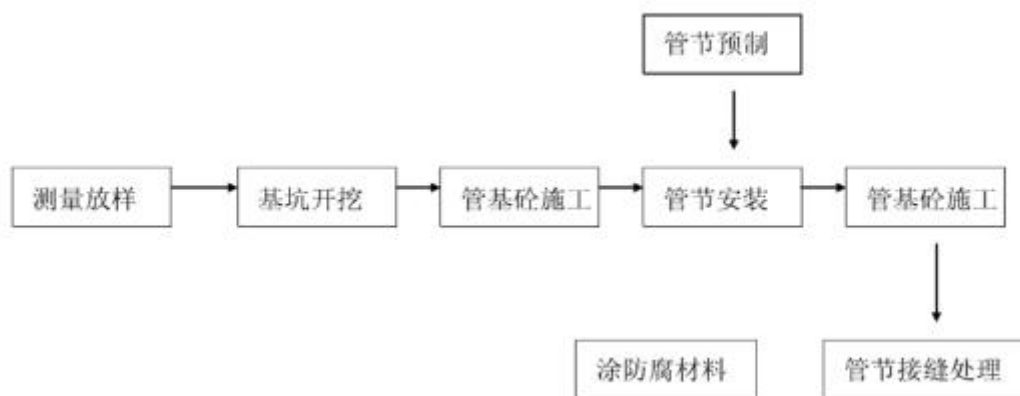 管节预制
测量放样
基坑开挖
管基砼施工
管节安装
管基砼施工
涂防腐材料
管节接缝处理